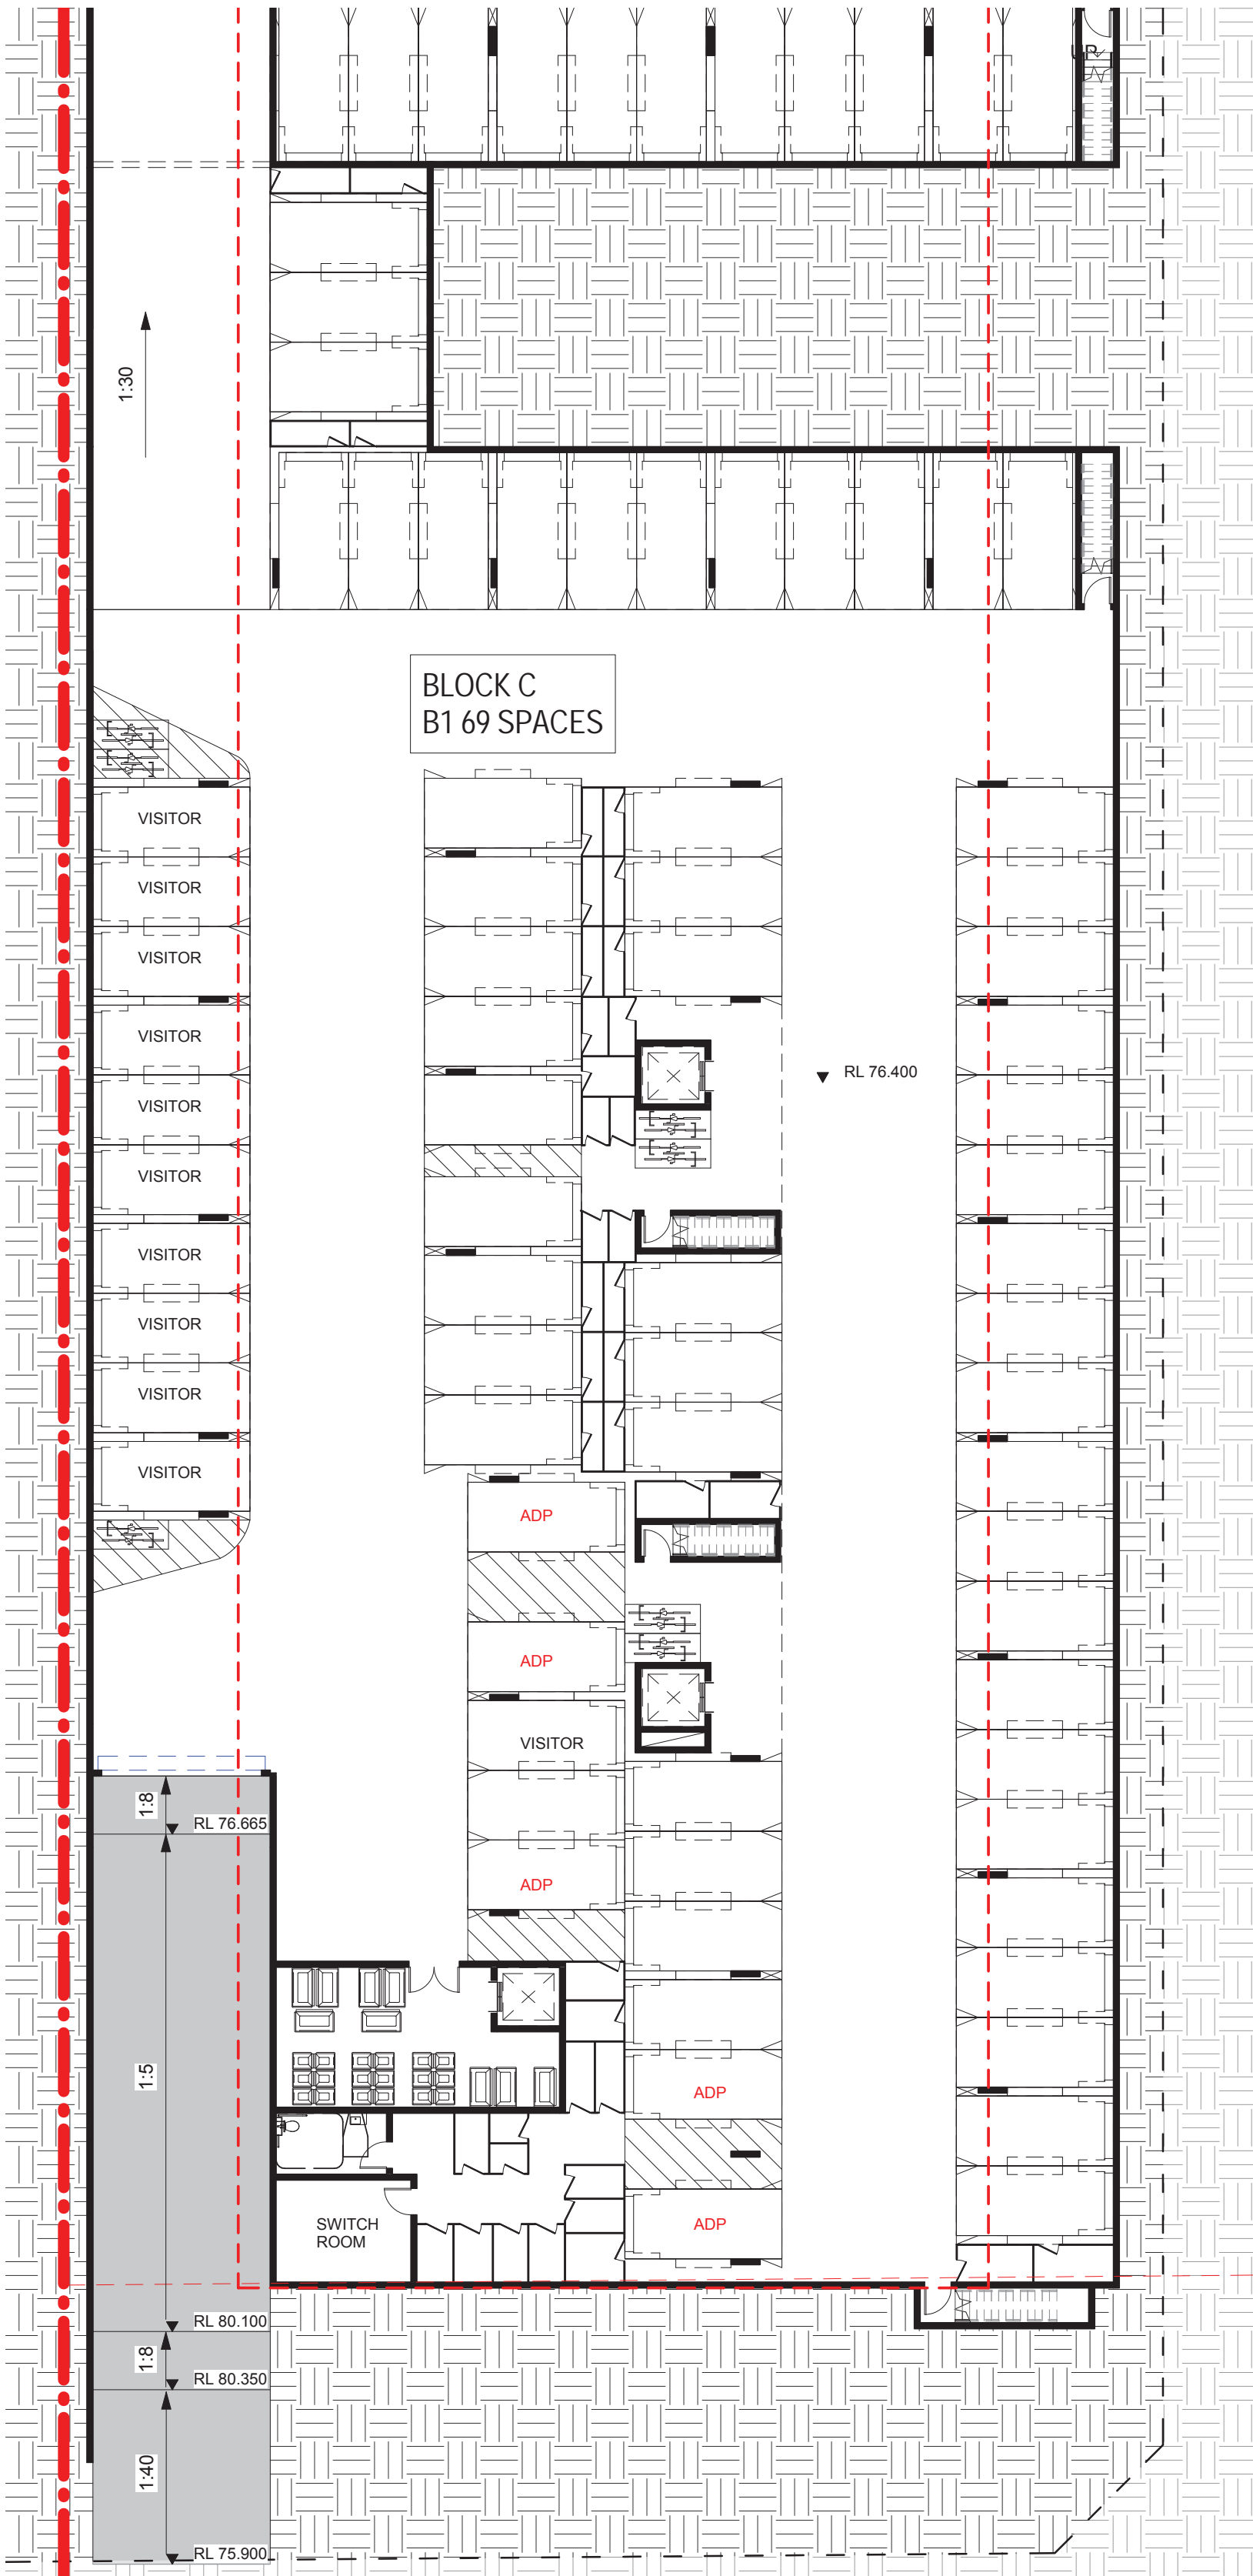 UP
1:30
BLOCK C
B1 69 SPACES
VISITOR
VISITOR
VISITOR
RL 76.400
VISITOR
VISITOR
VISITOR
VISITOR
VISITOR
VISITOR
VISITOR
ADP
ADP
VISITOR
1:8
RL 76.665
ADP
1:5
ADP
SWITCH
ROOM
ADP
RL 80.100
1:8
RL 80.350
1:40
RL 75.900